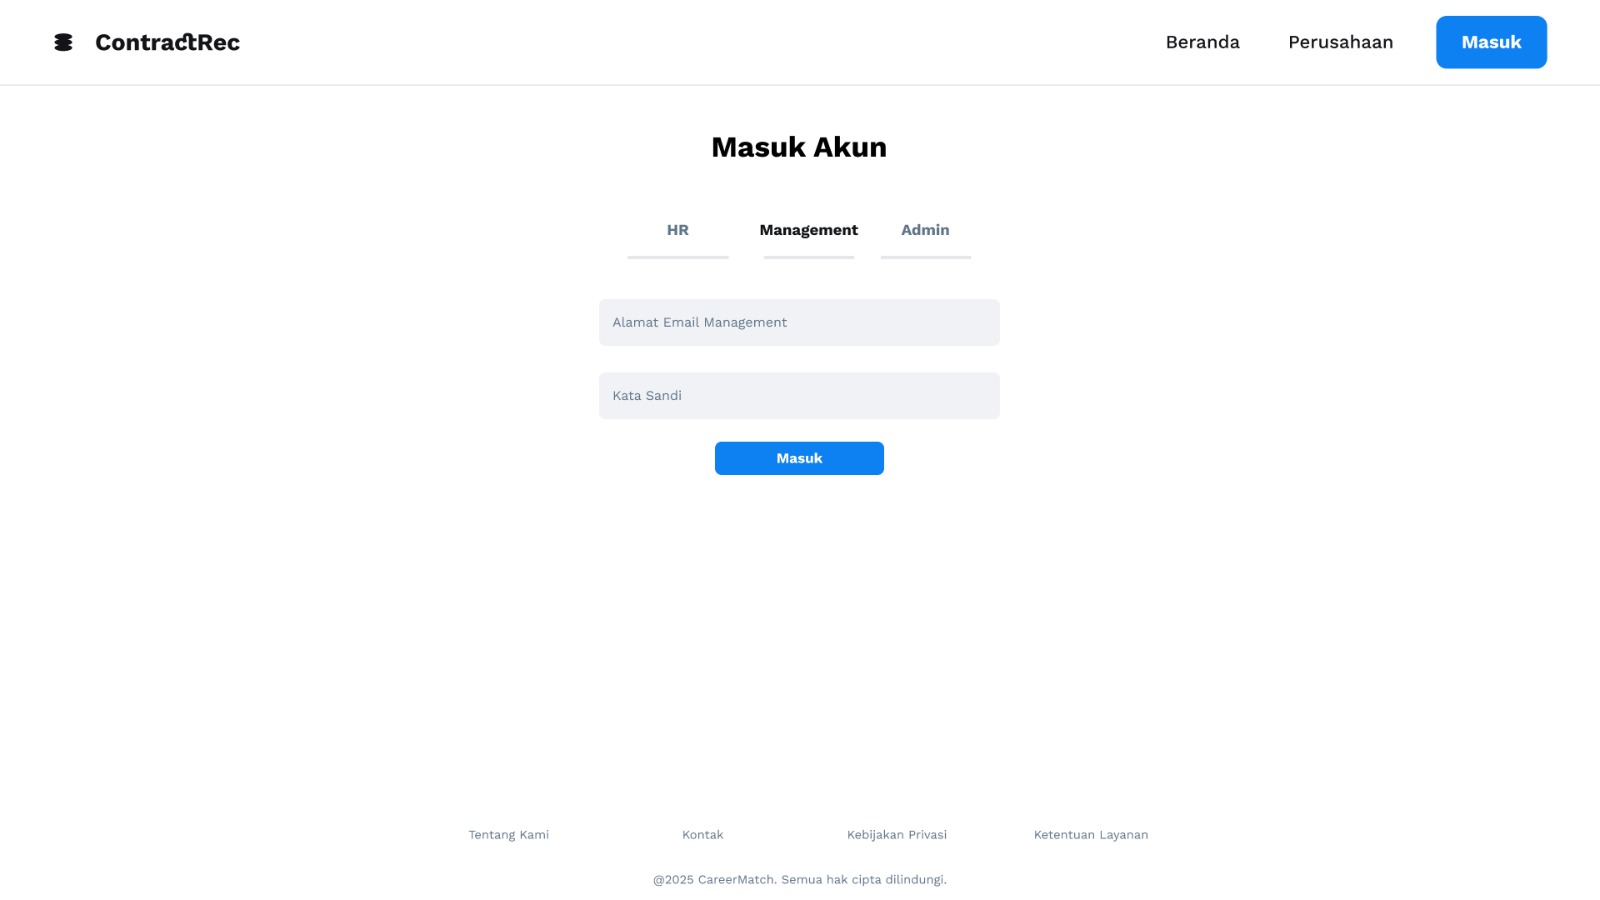 ContractRec
Beranda
Perusahaan
Masuk
Masuk Akun
HR
Management
Admin
Alamat Email Management
Kata Sandi
Masuk
Tentang Kami
Kontak
Kebijakan Privasi
Ketentuan Layanan
@2025 CareerMatch. Semua hak cipta dilindungi.